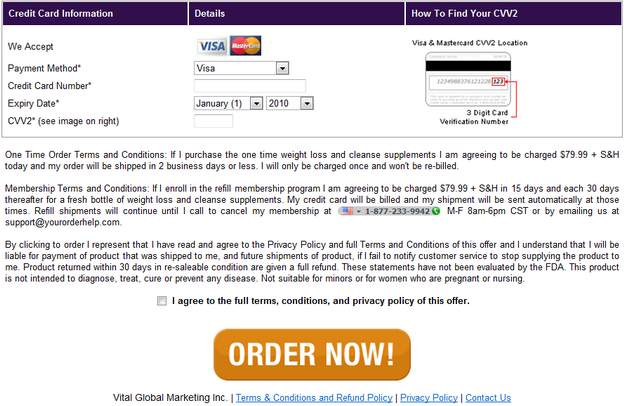 Credit Card Information Details How To Find Your CVV2
We Accept VISA MasterCard
Visa & Mastercard CVV2 Location
Payment Method* Visa
Credit Card Number*
Expiry Date* January (1) 2010
CVV2* (see image on right)
123
3 Digit Card
Verification Number
One Time Order Terms and Conditions: If I purchase the one time weight loss and cleanse supplements I am agreeing to be charged $79.99 + S&H
today and my order will be shipped in 2 business days or less. I will only be charged once and won't be re-billed.
Membership Terms and Conditions: If I enroll in the refill membership program I am agreeing to be charged $79.99 + S&H in 15 days and each 30 days
thereafter for a fresh bottle of weight loss and cleanse supplements. My credit card will be billed and my shipment will be sent automatically at those
times. Refill shipments will continue until I call to cancel my membership at 1-877-233-9942 M-F 8am-6pm CST or by emailing us at
support@yourorderhelp.com.
By clicking to order I represent that I have read and agree to the Privacy Policy and full Terms and Conditions of this offer and I understand that I will be
liable for payment of product that was shipped to me, and future shipments of product, if I fail to notify customer service to stop supplying the product to
me. Product returned within 30 days in re-saleable condition are given a full refund. These statements have not been evaluated by the FDA. This product
is not intended to diagnose, treat, cure or prevent any disease. Not suitable for minors or for women who are pregnant or nursing.
I agree to the full terms, conditions, and privacy policy of this offer.
ORDER NOW!
Vital Global Marketing Inc. | Terms & Conditions and Refund Policy | Privacy Policy | Contact Us